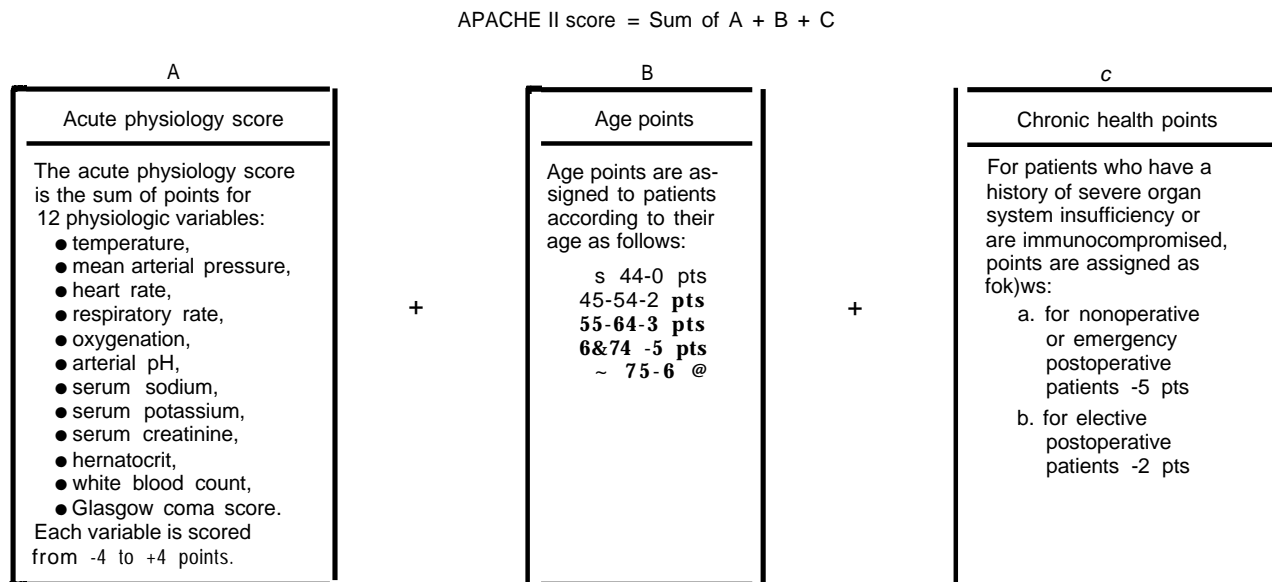 APACHE II score = Sum of A + B + C
A
Acute physiology score
The acute physiology score
is the sum of points for
12 physiologic variables:
● temperature,
● mean arterial pressure,
● heart rate,
● respiratory rate,
● oxygenation,
● arterial pH,
● serum sodium,
● serum potassium,
● serum creatinine,
● hernatocrit,
● white blood count,
● Glasgow coma score.
Each variable is scored
from -4 to +4 points.
+
B
Age points
Age points are as-
signed to patients
according to their
age as follows:
s 44-0 pts
45-54-2 pts
55-64-3 pts
6&74 -5 pts
~ 75-6 @
+
c
Chronic health points
For patients who have a
history of severe organ
system insufficiency or
are immunocompromised,
points are assigned as
fok)ws:
a. for nonoperative
or emergency
postoperative
patients -5 pts
b. for elective
postoperative
patients -2 pts